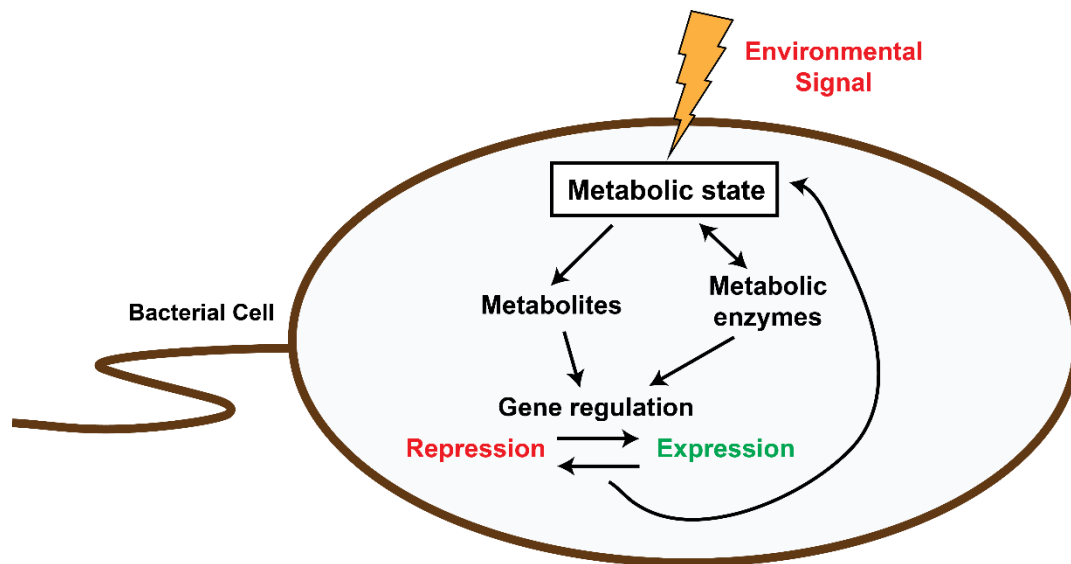 Environmental
Signal
Metabolic state
Metabolites
Metabolic
enzymes
Bacterial Cell
Gene regulation
Repression
Expression